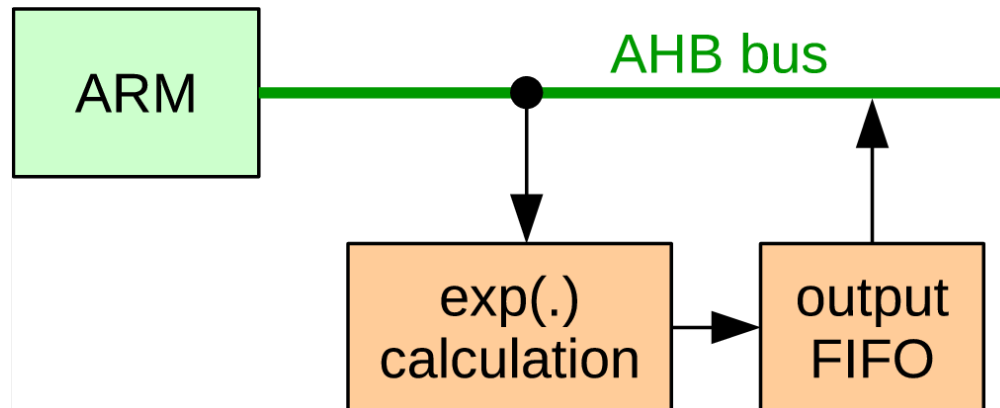 ARM
AHB bus
exp(.)
calculation
output
FIFO